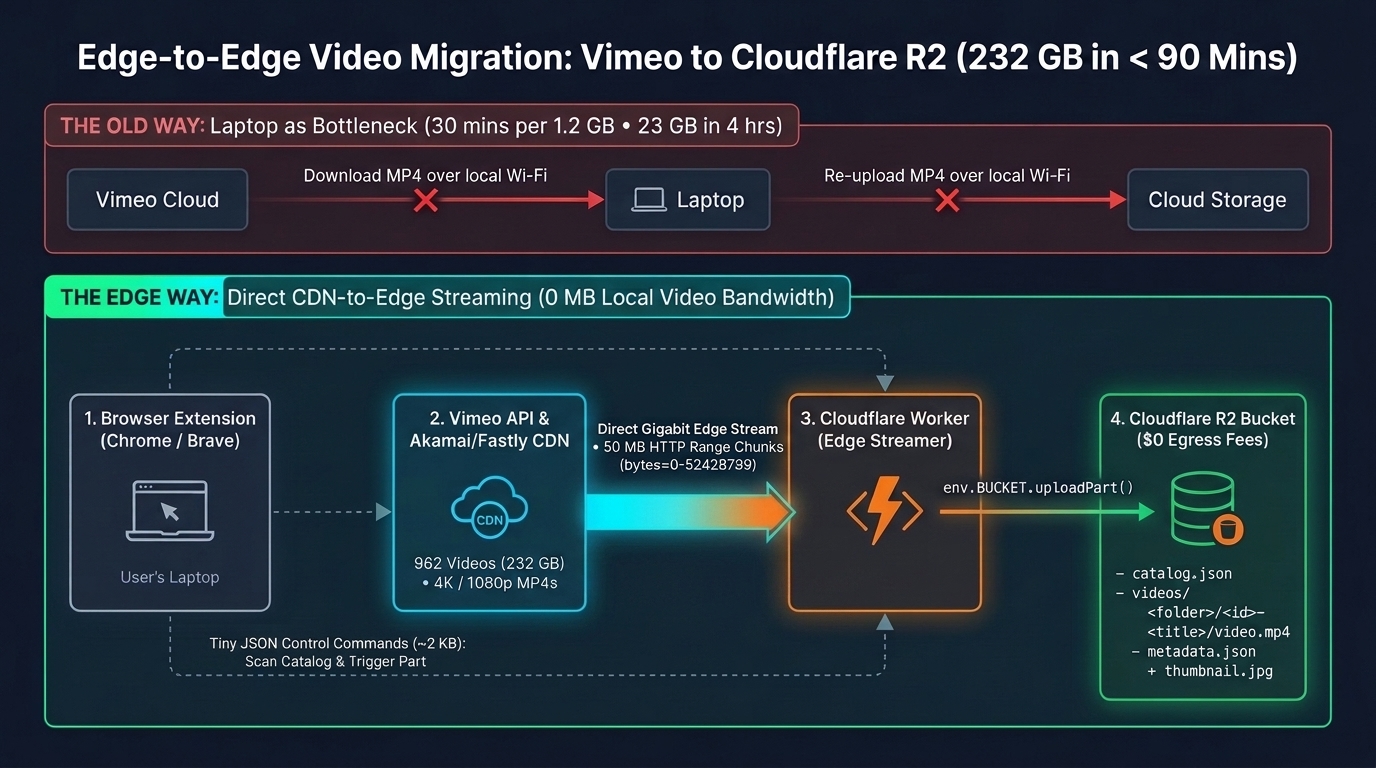 Edge-to-Edge Video Migration: Vimeo to Cloudflare R2 (232 GB in < 90 Mins)
THE OLD WAY: Laptop as Bottleneck (30 mins per 1.2 GB • 23 GB in 4 hrs)
Vimeo Cloud
Download MP4 over local Wi-Fi
Laptop
Re-upload MP4 over local Wi-Fi
Cloud Storage
THE EDGE WAY: Direct CDN-to-Edge Streaming (0 MB Local Video Bandwidth)
1. Browser Extension
(Chrome / Brave)
User's Laptop
2. Vimeo API &
Akamai/Fastly CDN
CDN
962 Videos (232 GB)
• 4K / 1080p MP4s
Direct Gigabit Edge Stream
• 50 MB HTTP Range Chunks
(bytes=0-52428739)
3. Cloudflare Worker
(Edge Streamer)
env.BUCKET.uploadPart()
4. Cloudflare R2 Bucket
($0 Egress Fees)
– catalog.json
– videos/
<folder>/<id>–
<title>/video.mp4
– metadata.json
+ thumbnail.jpg
Tiny JSON Control Commands (~2 KB):
Scan Catalog & Trigger Part